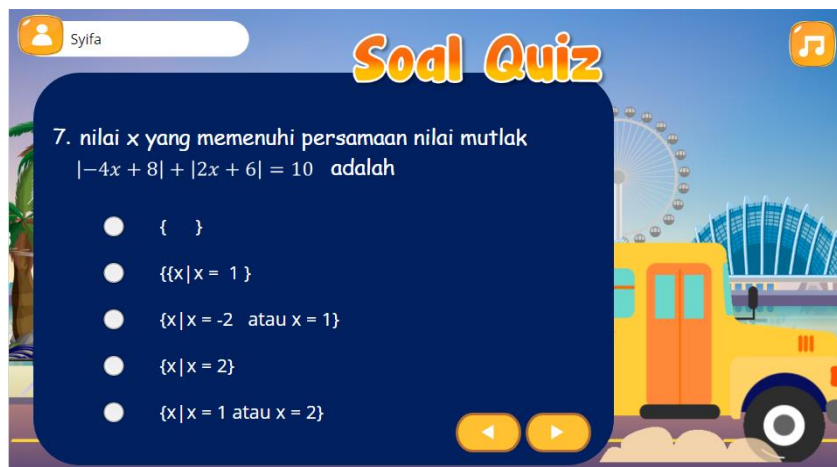 Syifa
Soal Quiz
7. nilai x yang memenuhi persamaan nilai mutlak
|−4x + 8| + |2x + 6| = 10 adalah
{ }
{{x|x = 1 }
{x|x = -2 atau x = 1}
{x|x = 2}
{x|x = 1 atau x = 2}